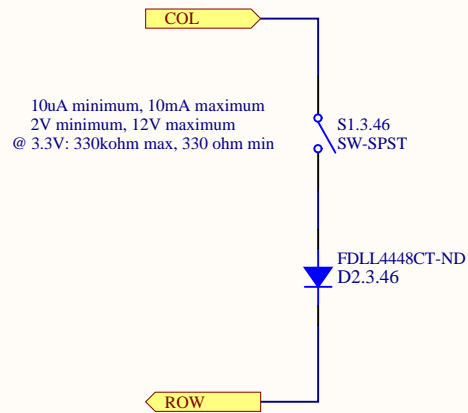 COL
10uA minimum, 10mA maximum
2V minimum, 12V maximum
@ 3.3V: 330kohm max, 330 ohm min
S1.3.46
SW-SPST
FDLL4448CT-ND
D2.3.46
ROW